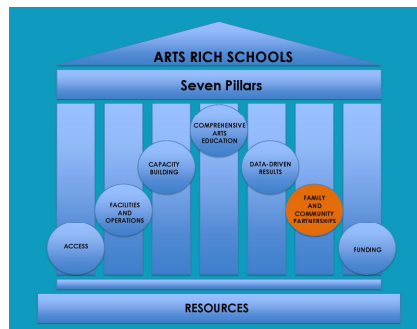 ARTS RICH SCHOOLS
Seven Pillars
COMPREHENSIVE
ARTS
EDUCATION
CAPACITY
BUILDING
DATA-DRIVEN
RESULTS
FACILITIES
AND
OPERATIONS
FAMILY
AND
COMMUNITY
PARTNERSHIPS
ACCESS
FUNDING
RESOURCES